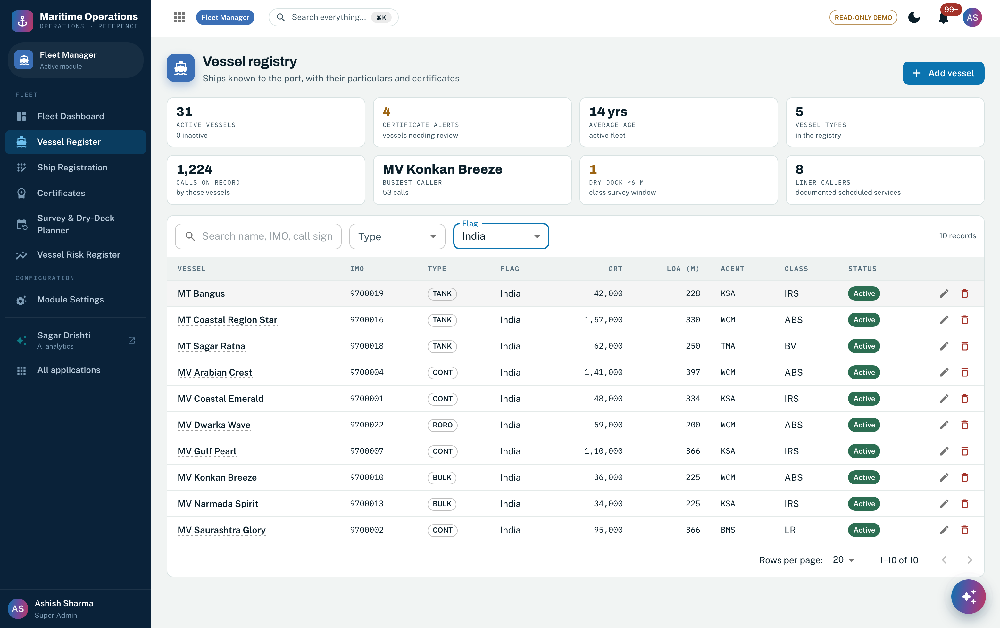 Maritime Operations
OPERATIONS · REFERENCE
Fleet Manager
Active module
FLEET
Fleet Dashboard
Vessel Register
Ship Registration
Certificates
Survey & Dry-Dock
Planner
Vessel Risk Register
CONFIGURATION
Module Settings
Sagar Drishti
AI analytics
All applications
AS
Ashish Sharma
Super Admin
Fleet Manager
Search everything...
⌘K
READ-ONLY DEMO
99+
AS
Vessel registry
Ships known to the port, with their particulars and certificates
+ Add vessel
31
ACTIVE VESSELS
0 inactive
4
CERTIFICATE ALERTS
vessels needing review
14 yrs
AVERAGE AGE
active fleet
5
VESSEL TYPES
in the registry
1,224
CALLS ON RECORD
by these vessels
MV Konkan Breeze
BUSIEST CALLER
53 calls
1
DRY DOCK ≤6 M
class survey window
8
LINER CALLERS
documented scheduled services
Search name, IMO, call sign
Type
Flag
India
10 records
VESSEL IMO TYPE FLAG GRT LOA (M) AGENT CLASS STATUS
MT Bangus 9700019 TANK India 42,000 228 KSA IRS Active
MT Coastal Region Star 9700016 TANK India 1,57,000 330 WCM ABS Active
MT Sagar Ratna 9700018 TANK India 62,000 250 TMA BV Active
MV Arabian Crest 9700004 CONT India 1,41,000 397 WCM ABS Active
MV Coastal Emerald 9700001 CONT India 48,000 334 KSA IRS Active
MV Dwarka Wave 9700022 RORO India 59,000 200 WCM ABS Active
MV Gulf Pearl 9700007 CONT India 1,10,000 366 KSA IRS Active
MV Konkan Breeze 9700010 BULK India 36,000 225 WCM ABS Active
MV Narmada Spirit 9700013 BULK India 34,000 225 KSA IRS Active
MV Saurashtra Glory 9700002 CONT India 95,000 366 BMS LR Active
Rows per page: 20 1–10 of 10